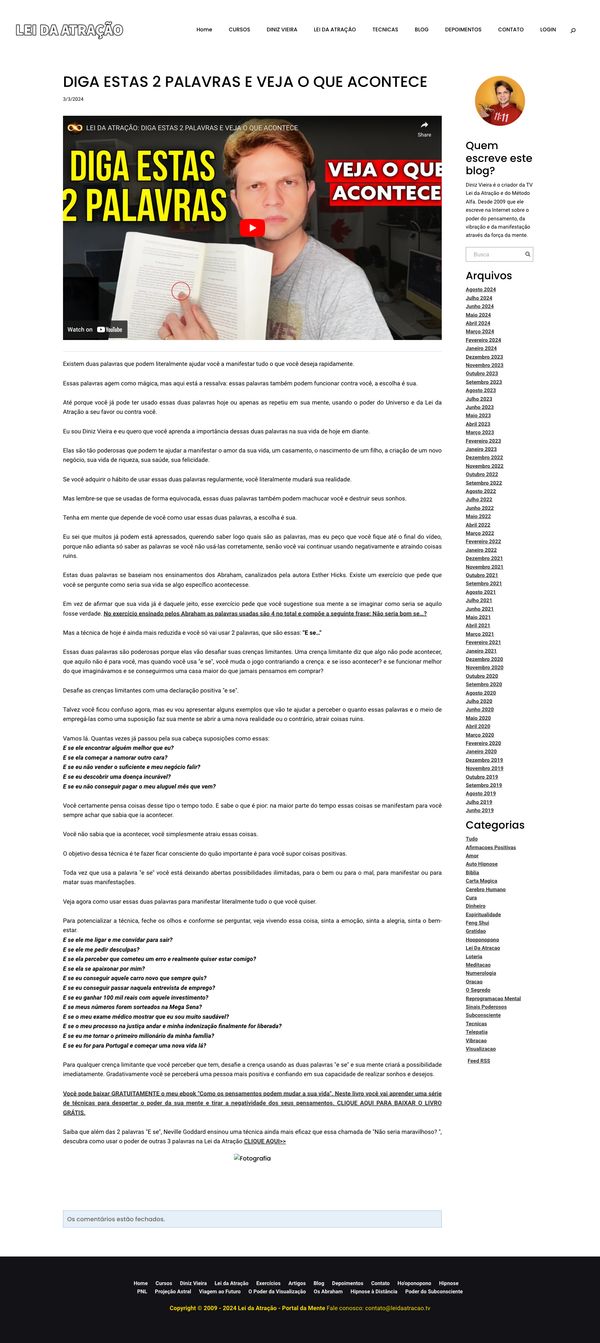 LEI DA ATRAÇÃO
Home CURSOS DINIZ VIEIRA LEI DA ATRAÇÃO TECNICAS BLOG DEPOIMENTOS CONTATO LOGIN
DIGA ESTAS 2 PALAVRAS E VEJA O QUE ACONTECE
3/3/2024
LEI DA ATRAÇÃO: DIGA ESTAS 2 PALAVRAS E VEJA O QUE ACONTECE
Share
DIGA ESTAS
2 PALAVRAS
VEJA O QUE
ACONTECE
11:11
Watch on YouTube
Existem duas palavras que podem literalmente ajudar você a manifestar tudo o que você deseja rapidamente.
Essas palavras agem como mágica, mas aqui está a ressalva: essas palavras também podem funcionar contra você, a escolha é sua.
Até porque você já pode ter usado essas duas palavras hoje ou apenas as repetiu em sua mente, usando o poder do Universo e da Lei da
Atração a seu favor ou contra você.
Eu sou Diniz Vieira e eu quero que você aprenda a importância dessas duas palavras na sua vida de hoje em diante.
Elas são tão poderosas que podem te ajudar a manifestar o amor da sua vida, um casamento, o nascimento de um filho, a criação de um novo
negócio, sua vida de riqueza, sua saúde, sua felicidade.
Se você adquirir o hábito de usar essas duas palavras regularmente, você literalmente mudará sua realidade.
Mas lembre-se que se usadas de forma equivocada, essas duas palavras também podem machucar você e destruir seus sonhos.
Tenha em mente que depende de você como usar essas duas palavras, a escolha é sua.
Eu sei que muitos já podem está apressados, querendo saber logo quais são as palavras, mas eu peço que você fique até o final do vídeo,
porque não adianta só saber as palavras se você não usá-las corretamente, senão você vai continuar usando negativamente e atraindo coisas
ruins.
Estas duas palavras se baseiam nos ensinamentos dos Abraham, canalizados pela autora Esther Hicks. Existe um exercício que pede que
você se pergunte como seria sua vida se algo específico acontecesse.
Em vez de afirmar que sua vida já é daquele jeito, esse exercício pede que você sugestione sua mente a se imaginar como seria se aquilo
fosse verdade. No exercício ensinado pelos Abraham as palavras usadas são 4 no total e compõe a seguinte frase: Não seria bom se...?
Mas a técnica de hoje é ainda mais reduzida e você só vai usar 2 palavras, que são essas: "E se..."
Essas duas palavras são poderosas porque elas vão desafiar suas crenças limitantes. Uma crença limitante diz que algo não pode acontecer,
que aquilo não é para você, mas quando você usa "e se", você muda o jogo contrariando a crença: e se isso acontecer? e se funcionar melhor
do que imaginávamos e se conseguirmos uma casa maior do que jamais pensamos em comprar?
Desafie as crenças limitantes com uma declaração positiva "e se".
Talvez você ficou confuso agora, mas eu vou apresentar alguns exemplos que vão te ajudar a perceber o quanto essas palavras e o meio de
empregá-las como uma suposição faz sua mente se abrir a uma nova realidade ou o contrário, atrair coisas ruins.
Vamos lá. Quantas vezes já passou pela sua cabeça suposições como essas:
E se ele encontrar alguém melhor que eu?
E se ela começar a namorar outro cara?
E se eu não vender o suficiente e meu negócio falir?
E se eu descobrir uma doença incurável?
E se eu não conseguir pagar o meu aluguel mês que vem?
Você certamente pensa coisas desse tipo o tempo todo. E sabe o que é pior: na maior parte do tempo essas coisas se manifestam para você
sempre achar que sabia que ia acontecer.
Você não sabia que ia acontecer, você simplesmente atraiu essas coisas.
O objetivo dessa técnica é te fazer ficar consciente do quão importante é para você supor coisas positivas.
Toda vez que usa a palavra "e se" você está deixando abertas possibilidades ilimitadas, para o bem ou para o mal, para manifestar ou para
matar suas manifestações.
Veja agora como usar essas duas palavras para manifestar literalmente tudo o que você quiser.
Para potencializar a técnica, feche os olhos e conforme se perguntar, veja vivendo essa coisa, sinta a emoção, sinta a alegria, sinta o bem-
estar.
E se ele me ligar e me convidar para sair?
E se ele me pedir desculpas?
E se ela perceber que cometeu um erro e realmente quiser estar comigo?
E se ela se apaixonar por mim?
E se eu conseguir aquele carro novo que sempre quis?
E se eu conseguir passar naquela entrevista de emprego?
E se eu ganhar 100 mil reais com aquele investimento?
E se meus números forem sorteados na Mega Sena?
E se o meu exame médico mostrar que eu sou muito saudável?
E se o meu processo na justiça andar e minha indenização finalmente for liberada?
E se eu me tornar o primeiro milionário da minha família?
E se eu for para Portugal e começar uma nova vida lá?
Para qualquer crença limitante que você perceber que tem, desafie a crença usando as duas palavras "e se" e sua mente criará a possibilidade
imediatamente. Gradativamente você se perceberá uma pessoa mais positiva e confiando em sua capacidade de realizar sonhos e desejos.
Você pode baixar GRATUITAMENTE o meu ebook "Como os pensamentos podem mudar a sua vida". Neste livro você vai aprender uma série
de técnicas para despertar o poder da sua mente e tirar a negatividade dos seus pensamentos. CLIQUE AQUI PARA BAIXAR O LIVRO
GRÁTIS.
Saiba que além das 2 palavras "E se", Neville Goddard ensinou uma técnica ainda mais eficaz que essa chamada de "Não seria maravilhoso? ",
descubra como usar o poder de outras 3 palavras na Lei da Atração CLIQUE AQUI>>
Fotografia
Os comentários estão fechados.
Quem
escreve este
blog?
Diniz Vieira é o criador da TV
Lei da Atração e do Método
Alfa. Desde 2009 que ele
escreve na Internet sobre o
poder do pensamento, da
vibração e da manifestação
através da força da mente.
Busca
Arquivos
Agosto 2024
Julho 2024
Junho 2024
Maio 2024
Abril 2024
Março 2024
Fevereiro 2024
Janeiro 2024
Dezembro 2023
Novembro 2023
Outubro 2023
Setembro 2023
Agosto 2023
Julho 2023
Junho 2023
Maio 2023
Abril 2023
Março 2023
Fevereiro 2023
Janeiro 2023
Dezembro 2022
Novembro 2022
Outubro 2022
Setembro 2022
Agosto 2022
Julho 2022
Junho 2022
Maio 2022
Abril 2022
Março 2022
Fevereiro 2022
Janeiro 2022
Dezembro 2021
Novembro 2021
Outubro 2021
Setembro 2021
Agosto 2021
Julho 2021
Junho 2021
Maio 2021
Abril 2021
Março 2021
Fevereiro 2021
Janeiro 2021
Dezembro 2020
Novembro 2020
Outubro 2020
Setembro 2020
Agosto 2020
Julho 2020
Junho 2020
Maio 2020
Abril 2020
Março 2020
Fevereiro 2020
Janeiro 2020
Dezembro 2019
Novembro 2019
Outubro 2019
Setembro 2019
Agosto 2019
Julho 2019
Junho 2019
Categorias
Tudo
Afirmacoes Positivas
Amor
Auto Hipnose
Biblia
Carta Magica
Cerebro Humano
Cura
Dinheiro
Espiritualidade
Feng Shui
Gratidao
Hooponopono
Lei Da Atracao
Loteria
Meditacao
Numerologia
Oracao
O Segredo
Reprogramacao Mental
Sinais Poderosos
Subconsciente
Tecnicas
Telepatia
Vibracao
Visualizacao
Feed RSS
Home Cursos Diniz Vieira Lei da Atração Exercícios Artigos Blog Depoimentos Contato Ho'oponopono Hipnose
PNL Projeção Astral Viagem ao Futuro O Poder da Visualização Os Abraham Hipnose à Distância Poder do Subconsciente
Copyright © 2009 - 2024 Lei da Atração - Portal da Mente Fale conosco: contato@leidaatracao.tv